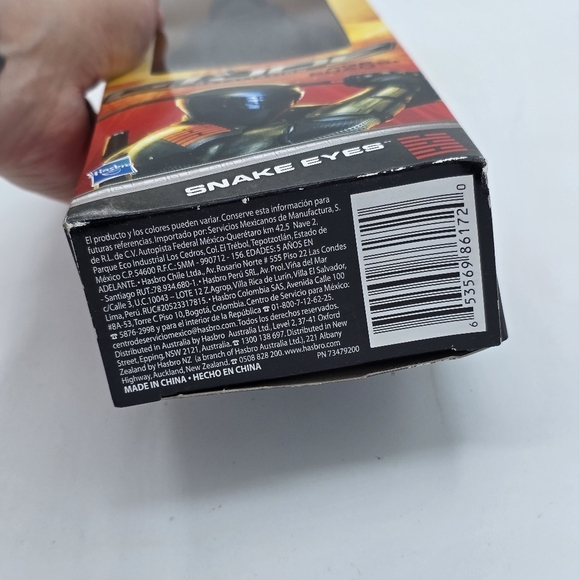 Hasbro
SNAKE EYES™
El producto y los colores pueden variar. Conserve esta información para
futuras referencias. Importado por: Servicios Mexicanos de Manufactura, S.
de R.L. de C.V. Autopista Federal México-Querétaro km 42.5 Nave 2,
Parque Eco Industrial Los Cedros, Col. El Trébol, Tepotzotlán, Estado de
México C.P. 54600 R.F.C.: SMM - 990712 - 156. EDADES: 5 AÑOS EN
ADELANTE. • Hasbro Chile Ltda., Av. Rosario Norte # 555 Piso 22 Las Condes
- Santiago RUT: 78.934.680-1. • Hasbro Perú SRL, Av. Prol. Viña del Mar
c/Calle 3, U.C. 10043 – LOTE 12 Z.Agrop. Villa Rica de Lurin, Villa El Salvador,
Lima, Perú. RUC#20523317815. • Hasbro Colombia SAS, Avenida Calle 100
#8A-53, Torre C Piso 10, Bogotá, Colombia. Centro de Servicio para México:
☎ 5876-2998 y para el interior de la República ☎ 01-800-7-12-62-25.
centrodeserviciomexico@hasbro.com. Todos los derechos reservados.
Distributed in Australia by Hasbro Australia Ltd., Level 2, 37-41 Oxford
Street, Epping, NSW 2121, Australia. ☎ 1300 138 697. Distributed in New
Zealand by Hasbro NZ (a branch of Hasbro Australia Ltd.), 221 Albany
Highway, Auckland, New Zealand. ☎ 0508 828 200. www.hasbro.com
PN 73479200
MADE IN CHINA • HECHO EN CHINA
6 53569 86172 0